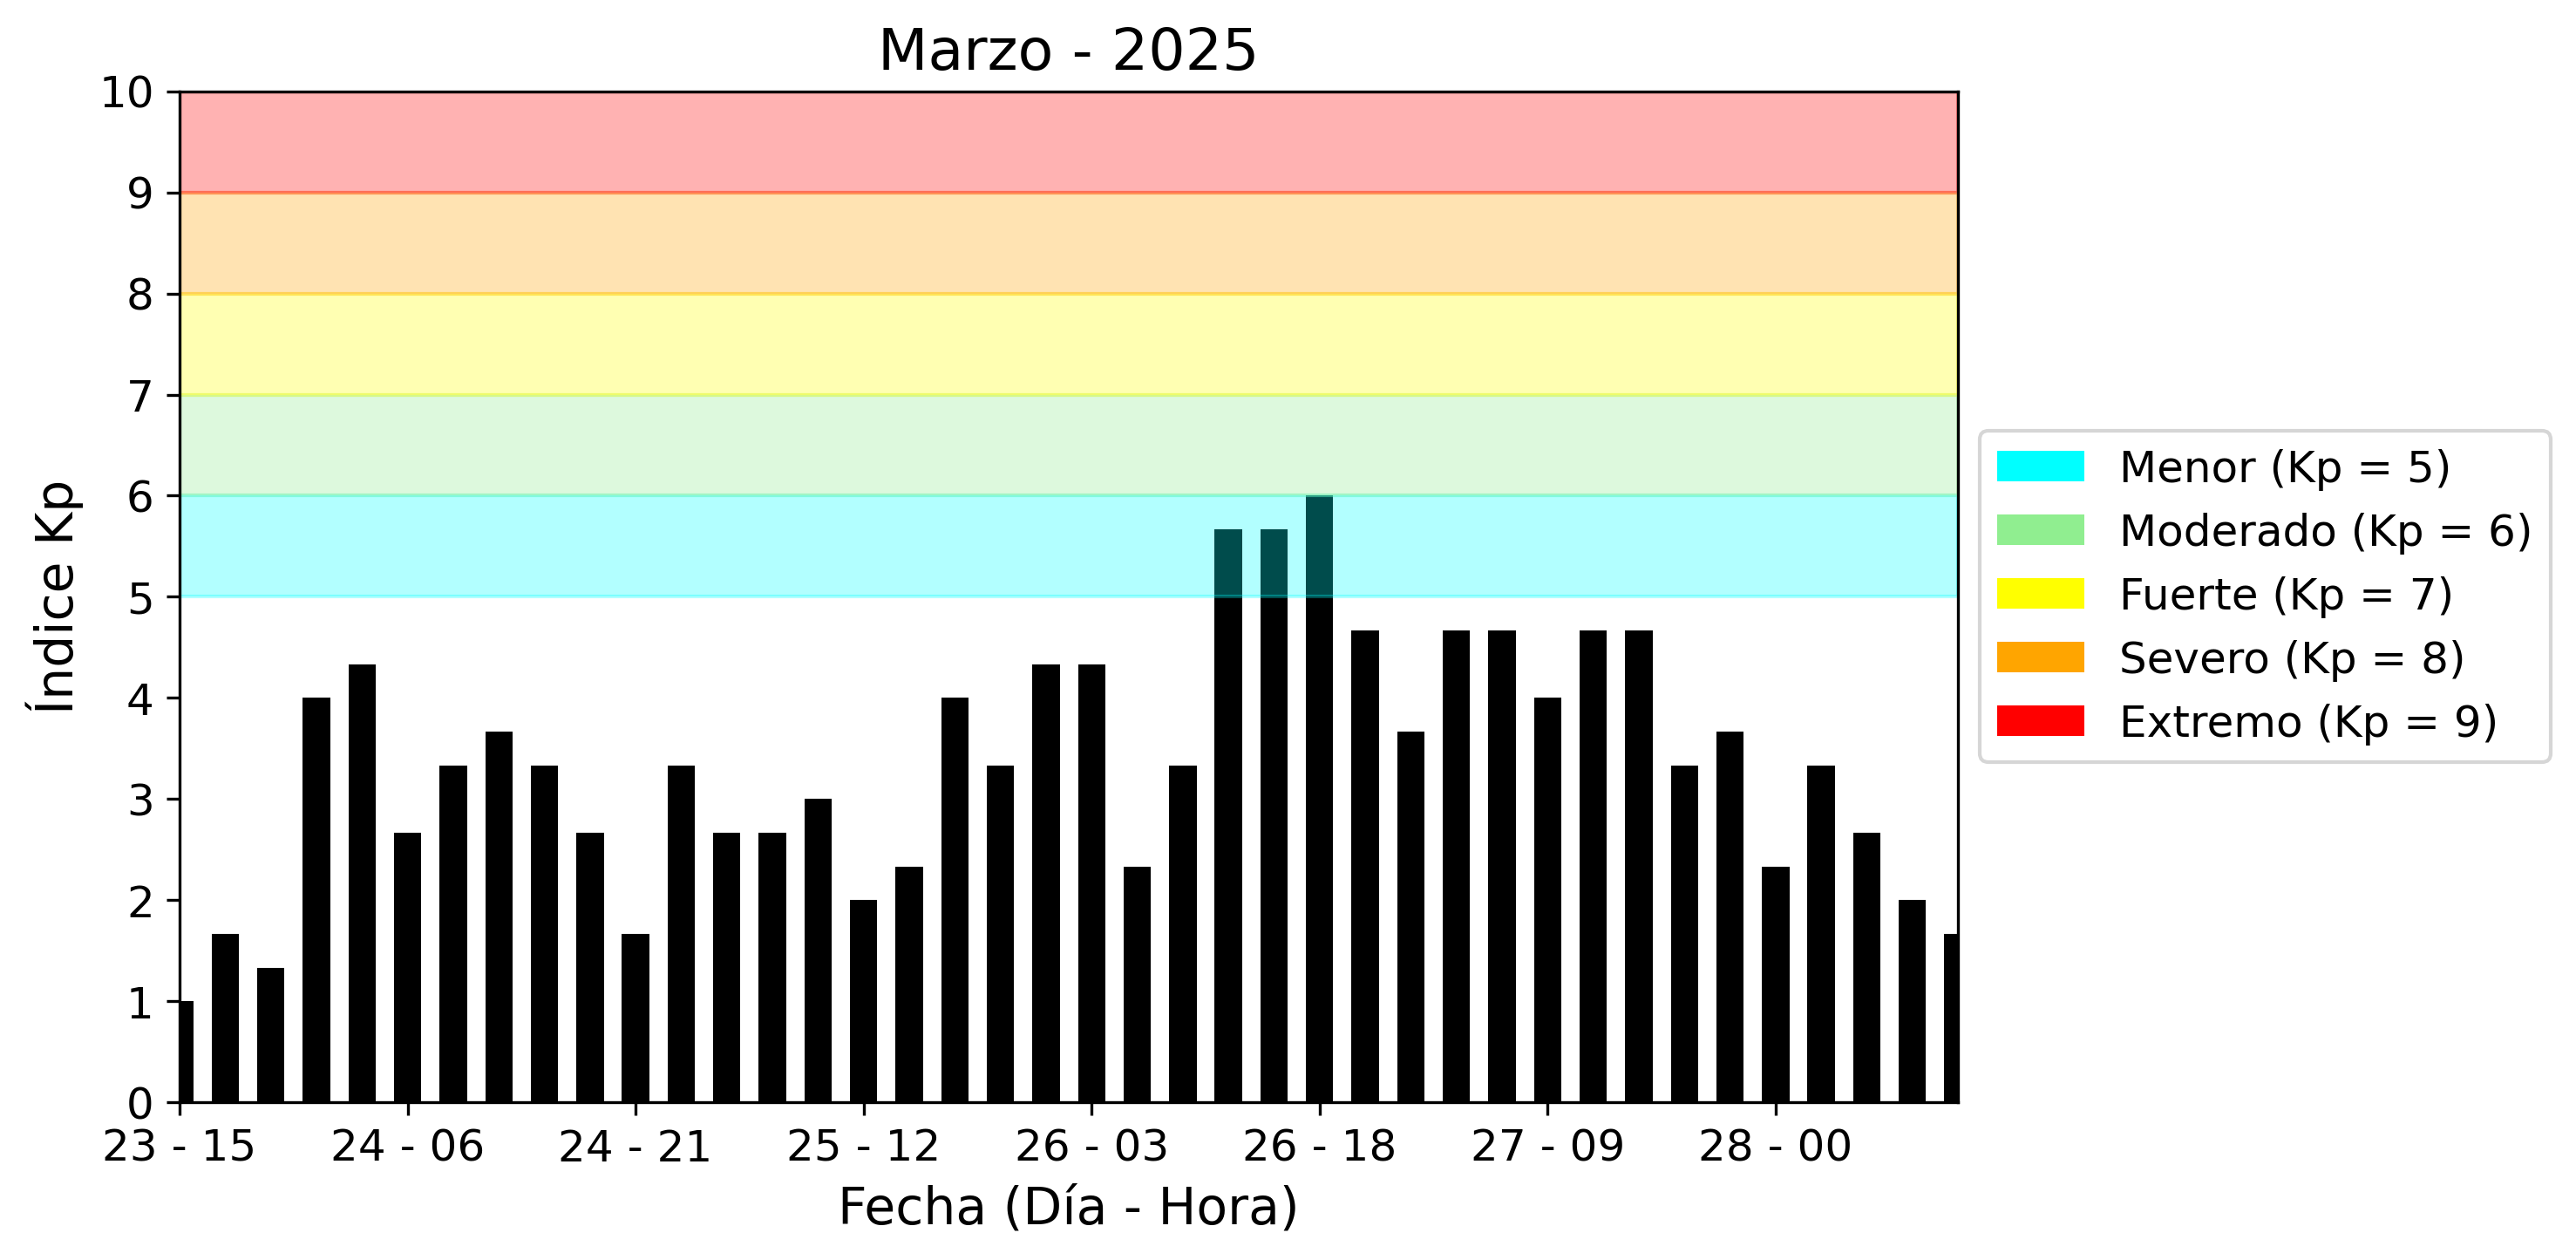 Marzo - 2025
10
9
8
7
6
5
4
3
2
1
0
Índice Kp
23 - 15
24 - 06
24 - 21
25 - 12
26 - 03
26 - 18
27 - 09
28 - 00
Fecha (Día - Hora)
Menor (Kp = 5)
Moderado (Kp = 6)
Fuerte (Kp = 7)
Severo (Kp = 8)
Extremo (Kp = 9)